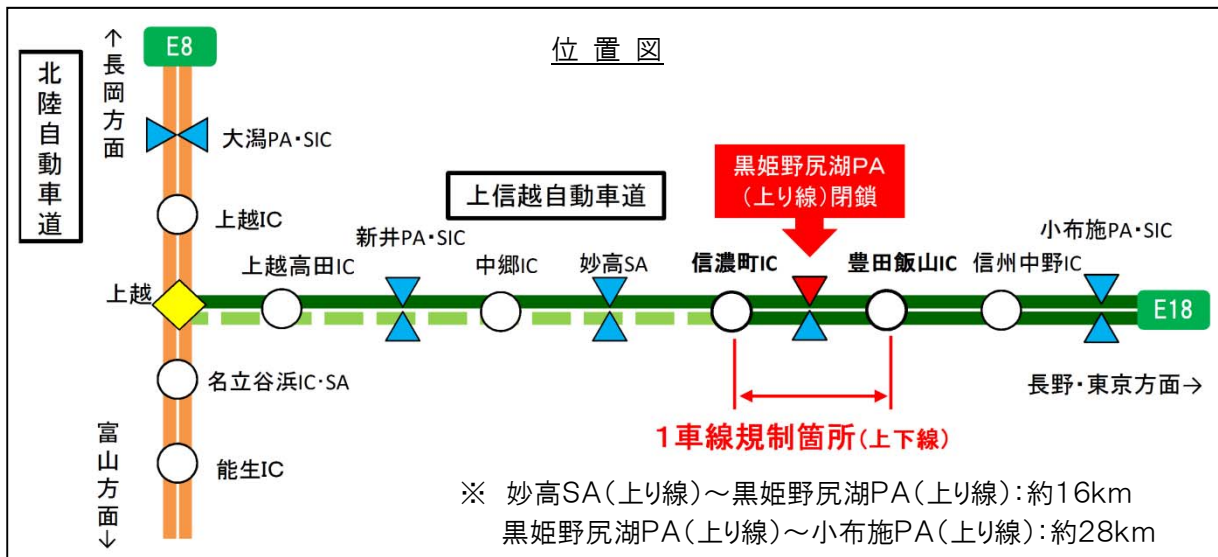 位置図
E8
北陸自動車道
↑長岡方面
大潟PA・SIC
上越IC
上信越自動車道
黒姫野尻湖PA
(上り線)閉鎖
上越
上越高田IC
新井PA・SIC
中郷IC
妙高SA
信濃町IC
豊田飯山IC
信州中野IC
小布施PA・SIC
E18
名立谷浜IC・SA
長野・東京方面→
1車線規制箇所(上下線)
富山方面↓
能生IC
※ 妙高SA(上り線)～黒姫野尻湖PA(上り線):約16km
黒姫野尻湖PA(上り線)～小布施PA(上り線):約28km